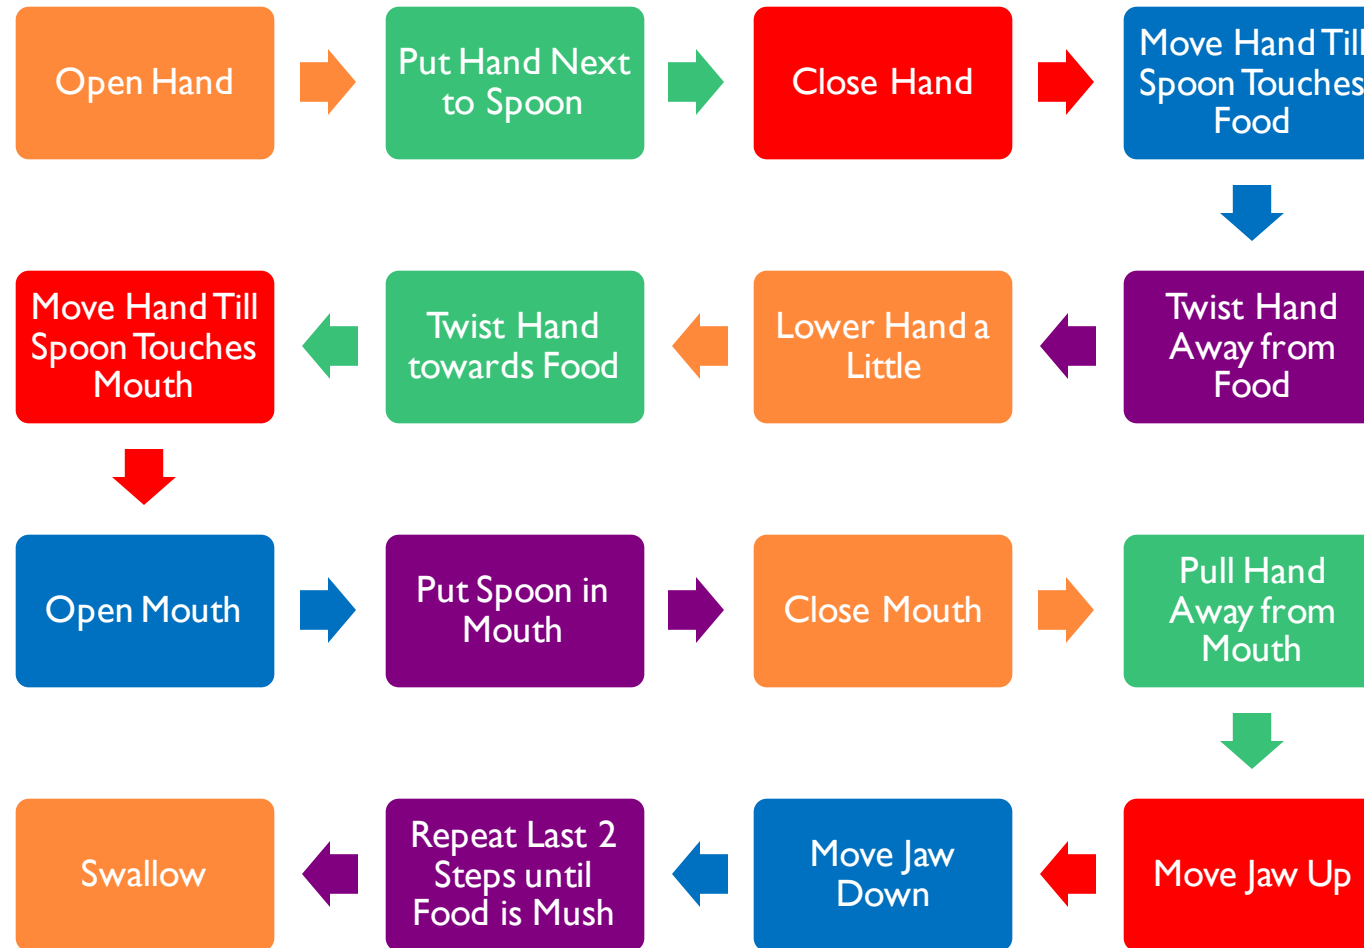 Open Hand
Put Hand Next
to Spoon
Close Hand
Move Hand Till
Spoon Touches
Food
Twist Hand
Away from
Food
Lower Hand a
Little
Twist Hand
towards Food
Move Hand Till
Spoon Touches
Mouth
Open Mouth
Put Spoon in
Mouth
Close Mouth
Pull Hand
Away from
Mouth
Move Jaw Up
Move Jaw
Down
Repeat Last 2
Steps until
Food is Mush
Swallow